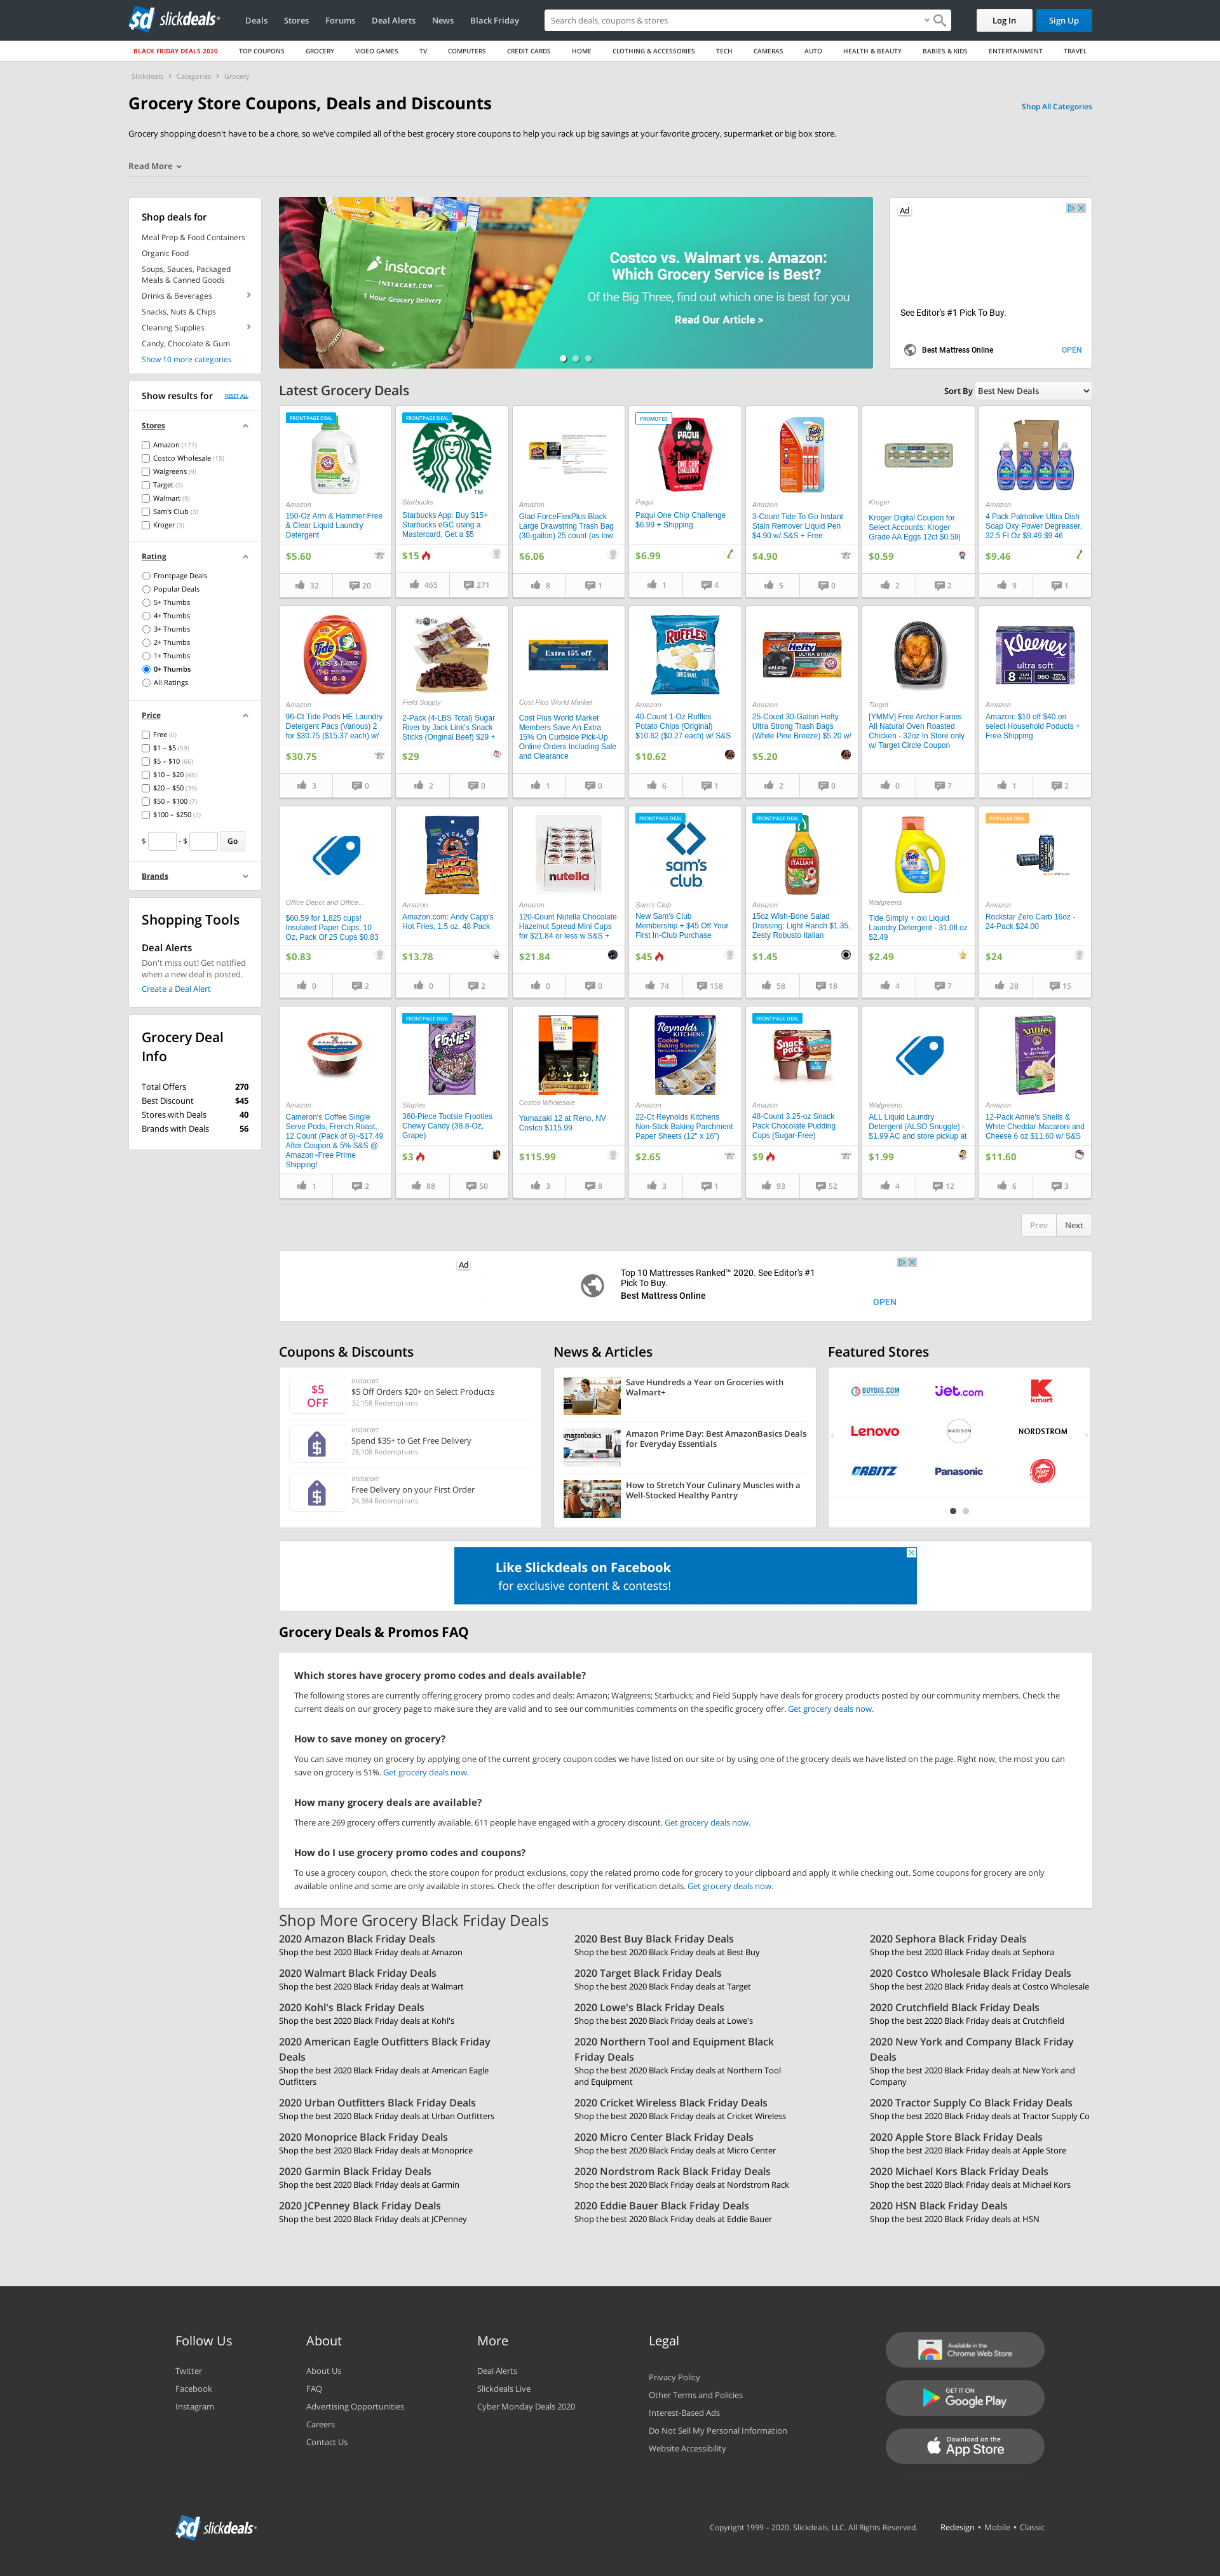 slickdeals
Deals
Stores
Forums
Deal Alerts
News
Black Friday
Search deals, coupons & stores
Log In
Sign Up
BLACK FRIDAY DEALS 2020
TOP COUPONS
GROCERY
VIDEO GAMES
TV
COMPUTERS
CREDIT CARDS
HOME
CLOTHING & ACCESSORIES
TECH
CAMERAS
AUTO
HEALTH & BEAUTY
BABIES & KIDS
ENTERTAINMENT
TRAVEL
Slickdeals > Categories > Grocery
Grocery Store Coupons, Deals and Discounts
Shop All Categories
Grocery shopping doesn't have to be a chore, so we've compiled all of the best grocery store coupons to help you rack up big savings at your favorite grocery, supermarket or big box store.
Read More
Shop deals for
Meal Prep & Food Containers
Organic Food
Soups, Sauces, Packaged
Meals & Canned Goods
Drinks & Beverages
Snacks, Nuts & Chips
Cleaning Supplies
Candy, Chocolate & Gum
Show 10 more categories
Show results for
RESET ALL
Stores
Amazon (177)
Costco Wholesale (15)
Walgreens (9)
Target (9)
Walmart (9)
Sam's Club (3)
Kroger (3)
Rating
Frontpage Deals
Popular Deals
5+ Thumbs
4+ Thumbs
3+ Thumbs
2+ Thumbs
1+ Thumbs
0+ Thumbs
All Ratings
Price
Free (6)
$1 – $5 (59)
$5 – $10 (66)
$10 – $20 (48)
$20 – $50 (39)
$50 – $100 (7)
$100 – $250 (3)
$ - $ Go
Brands
Shopping Tools
Deal Alerts
Don't miss out! Get notified
when a new deal is posted.
Create a Deal Alert
Grocery Deal
Info
Total Offers 270
Best Discount $45
Stores with Deals 40
Brands with Deals 56
instacart
INSTACART.COM
1 Hour Grocery Delivery
Costco vs. Walmart vs. Amazon:
Which Grocery Service is Best?
Of the Big Three, find out which one is best for you
Read Our Article >
Ad
See Editor's #1 Pick To Buy.
Best Mattress Online
OPEN
Latest Grocery Deals
Sort By Best New Deals
FRONTPAGE DEAL
Amazon
150-Oz Arm & Hammer Free
& Clear Liquid Laundry
Detergent
$5.60
32
20
FRONTPAGE DEAL
Starbucks
Starbucks App: Buy $15+
Starbucks eGC using a
Mastercard, Get a $5
$15
465
271
Amazon
Glad ForceFlexPlus Black
Large Drawstring Trash Bag
(30-gallon) 25 count (as low
$6.06
8
1
PROMOTED
PAQUI
ONE CHIP
CHALLENGE
Paqui
Paqui One Chip Challenge
$6.99 + Shipping
$6.99
1
4
Amazon
3-Count Tide To Go Instant
Stain Remover Liquid Pen
$4.90 w/ S&S + Free
$4.90
5
0
Kroger
Kroger Digital Coupon for
Select Accounts: Kroger
Grade AA Eggs 12ct $0.59|
$0.59
2
2
Amazon
4 Pack Palmolive Ultra Dish
Soap Oxy Power Degreaser,
32.5 Fl Oz $9.49 $9.46
$9.46
9
1
Tide
PODS
Amazon
96-Ct Tide Pods HE Laundry
Detergent Pacs (Various) 2
for $30.75 ($15.37 each) w/
$30.75
3
0
2-pack
Field Supply
2-Pack (4-LBS Total) Sugar
River by Jack Link's Snack
Sticks (Original Beef) $29 +
$29
2
0
Extra 15% off
Cost Plus World Market
Cost Plus World Market
Members Save An Extra
15% On Curbside Pick-Up
Online Orders Including Sale
and Clearance
1
0
RUFFLES
ORIGINAL
Amazon
40-Count 1-Oz Ruffles
Potato Chips (Original)
$10.62 ($0.27 each) w/ S&S
$10.62
6
1
Hefty
ULTRA STRONG
Amazon
25-Count 30-Gallon Hefty
Ultra Strong Trash Bags
(White Pine Breeze) $5.20 w/
$5.20
2
0
Target
[YMMV] Free Archer Farms
All Natural Oven Roasted
Chicken - 32oz In Store only
w/ Target Circle Coupon
0
7
Kleenex
ultra soft
8
960
Amazon
Amazon: $10 off $40 on
select Household Poducts +
Free Shipping
1
2
Office Depot and Office...
$60.59 for 1,825 cups!
Insulated Paper Cups, 10
Oz, Pack Of 25 Cups $0.83
$0.83
0
2
ANDY CAPP'S
HOT FRIES
Amazon
Amazon.com: Andy Capp's
Hot Fries, 1.5 oz, 48 Pack
$13.78
0
2
nutella
Amazon
120-Count Nutella Chocolate
Hazelnut Spread Mini Cups
for $21.84 or less w S&S +
$21.84
0
0
FRONTPAGE DEAL
sam's
club
Sam's Club
New Sam's Club
Membership + $45 Off Your
First In-Club Purchase
$45
74
158
FRONTPAGE DEAL
ITALIAN
Amazon
15oz Wish-Bone Salad
Dressing: Light Ranch $1.35,
Zesty Robusto Italian
$1.45
58
18
Tide
Walgreens
Tide Simply + oxi Liquid
Laundry Detergent - 31.0fl oz
$2.49
$2.49
4
7
POPULAR DEAL
Amazon
Rockstar Zero Carb 16oz -
24-Pack $24.00
$24
28
15
Amazon
Cameron's Coffee Single
Serve Pods, French Roast,
12 Count (Pack of 6)~$17.49
After Coupon & 5% S&S @
Amazon~Free Prime
Shipping!
1
2
FRONTPAGE DEAL
Frooties
Staples
360-Piece Tootsie Frooties
Chewy Candy (38.8-Oz,
Grape)
$3
88
50
Costco Wholesale
Yamazaki 12 at Reno, NV
Costco $115.99
$115.99
3
8
Reynolds
KITCHENS
COOKIE
BAKING SHEETS
22
Amazon
22-Ct Reynolds Kitchens
Non-Stick Baking Parchment
Paper Sheets (12" x 16")
$2.65
3
1
FRONTPAGE DEAL
Snack
pack
Amazon
48-Count 3.25-oz Snack
Pack Chocolate Pudding
Cups (Sugar-Free)
$9
93
52
Walgreens
ALL Liquid Laundry
Detergent (ALSO Snuggle) -
$1.99 AC and store pickup at
$1.99
4
12
Annie's
Amazon
12-Pack Annie's Shells &
White Cheddar Macaroni and
Cheese 6 oz $11.60 w/ S&S
$11.60
6
3
Prev
Next
Ad
Top 10 Mattresses Ranked™ 2020. See Editor's #1
Pick To Buy.
Best Mattress Online
OPEN
Coupons & Discounts
$5
OFF
Instacart
$5 Off Orders $20+ on Select Products
32,158 Redemptions
Instacart
Spend $35+ to Get Free Delivery
28,108 Redemptions
Instacart
Free Delivery on your First Order
24,384 Redemptions
News & Articles
Save Hundreds a Year on Groceries with
Walmart+
amazonbasics
Amazon Prime Day: Best AmazonBasics Deals
for Everyday Essentials
How to Stretch Your Culinary Muscles with a
Well-Stocked Healthy Pantry
Featured Stores
BUYDIG.COM
Jet.com
kmart
Lenovo
MADISON
NORDSTROM
ORBITZ
Panasonic
Like Slickdeals on Facebook
for exclusive content & contests!
Grocery Deals & Promos FAQ
Which stores have grocery promo codes and deals available?
The following stores are currently offering grocery promo codes and deals: Amazon; Walgreens; Starbucks; and Field Supply have deals for grocery products posted by our community members. Check the
current deals on our grocery page to make sure they are valid and to see our communities comments on the specific grocery offer. Get grocery deals now.
How to save money on grocery?
You can save money on grocery by applying one of the current grocery coupon codes we have listed on our site or by using one of the grocery deals we have listed on the page. Right now, the most you can
save on grocery is 51%. Get grocery deals now.
How many grocery deals are available?
There are 269 grocery offers currently available. 611 people have engaged with a grocery discount. Get grocery deals now.
How do I use grocery promo codes and coupons?
To use a grocery coupon, check the store coupon for product exclusions, copy the related promo code for grocery to your clipboard and apply it while checking out. Some coupons for grocery are only
available online and some are only available in stores. Check the offer description for verification details. Get grocery deals now.
Shop More Grocery Black Friday Deals
2020 Amazon Black Friday Deals
Shop the best 2020 Black Friday deals at Amazon
2020 Best Buy Black Friday Deals
Shop the best 2020 Black Friday deals at Best Buy
2020 Sephora Black Friday Deals
Shop the best 2020 Black Friday deals at Sephora
2020 Walmart Black Friday Deals
Shop the best 2020 Black Friday deals at Walmart
2020 Target Black Friday Deals
Shop the best 2020 Black Friday deals at Target
2020 Costco Wholesale Black Friday Deals
Shop the best 2020 Black Friday deals at Costco Wholesale
2020 Kohl's Black Friday Deals
Shop the best 2020 Black Friday deals at Kohl's
2020 Lowe's Black Friday Deals
Shop the best 2020 Black Friday deals at Lowe's
2020 Crutchfield Black Friday Deals
Shop the best 2020 Black Friday deals at Crutchfield
2020 American Eagle Outfitters Black Friday
Deals
Shop the best 2020 Black Friday deals at American Eagle
Outfitters
2020 Northern Tool and Equipment Black
Friday Deals
Shop the best 2020 Black Friday deals at Northern Tool
and Equipment
2020 New York and Company Black Friday
Deals
Shop the best 2020 Black Friday deals at New York and
Company
2020 Urban Outfitters Black Friday Deals
Shop the best 2020 Black Friday deals at Urban Outfitters
2020 Cricket Wireless Black Friday Deals
Shop the best 2020 Black Friday deals at Cricket Wireless
2020 Tractor Supply Co Black Friday Deals
Shop the best 2020 Black Friday deals at Tractor Supply Co
2020 Monoprice Black Friday Deals
Shop the best 2020 Black Friday deals at Monoprice
2020 Micro Center Black Friday Deals
Shop the best 2020 Black Friday deals at Micro Center
2020 Apple Store Black Friday Deals
Shop the best 2020 Black Friday deals at Apple Store
2020 Garmin Black Friday Deals
Shop the best 2020 Black Friday deals at Garmin
2020 Nordstrom Rack Black Friday Deals
Shop the best 2020 Black Friday deals at Nordstrom Rack
2020 Michael Kors Black Friday Deals
Shop the best 2020 Black Friday deals at Michael Kors
2020 JCPenney Black Friday Deals
Shop the best 2020 Black Friday deals at JCPenney
2020 Eddie Bauer Black Friday Deals
Shop the best 2020 Black Friday deals at Eddie Bauer
2020 HSN Black Friday Deals
Shop the best 2020 Black Friday deals at HSN
Follow Us
Twitter
Facebook
Instagram
About
About Us
FAQ
Advertising Opportunities
Careers
Contact Us
More
Deal Alerts
Slickdeals Live
Cyber Monday Deals 2020
Legal
Privacy Policy
Other Terms and Policies
Interest-Based Ads
Do Not Sell My Personal Information
Website Accessibility
Available in the
Chrome Web Store
GET IT ON
Google Play
Download on the
App Store
slickdeals
Copyright 1999 – 2020. Slickdeals, LLC. All Rights Reserved.
Redesign • Mobile • Classic